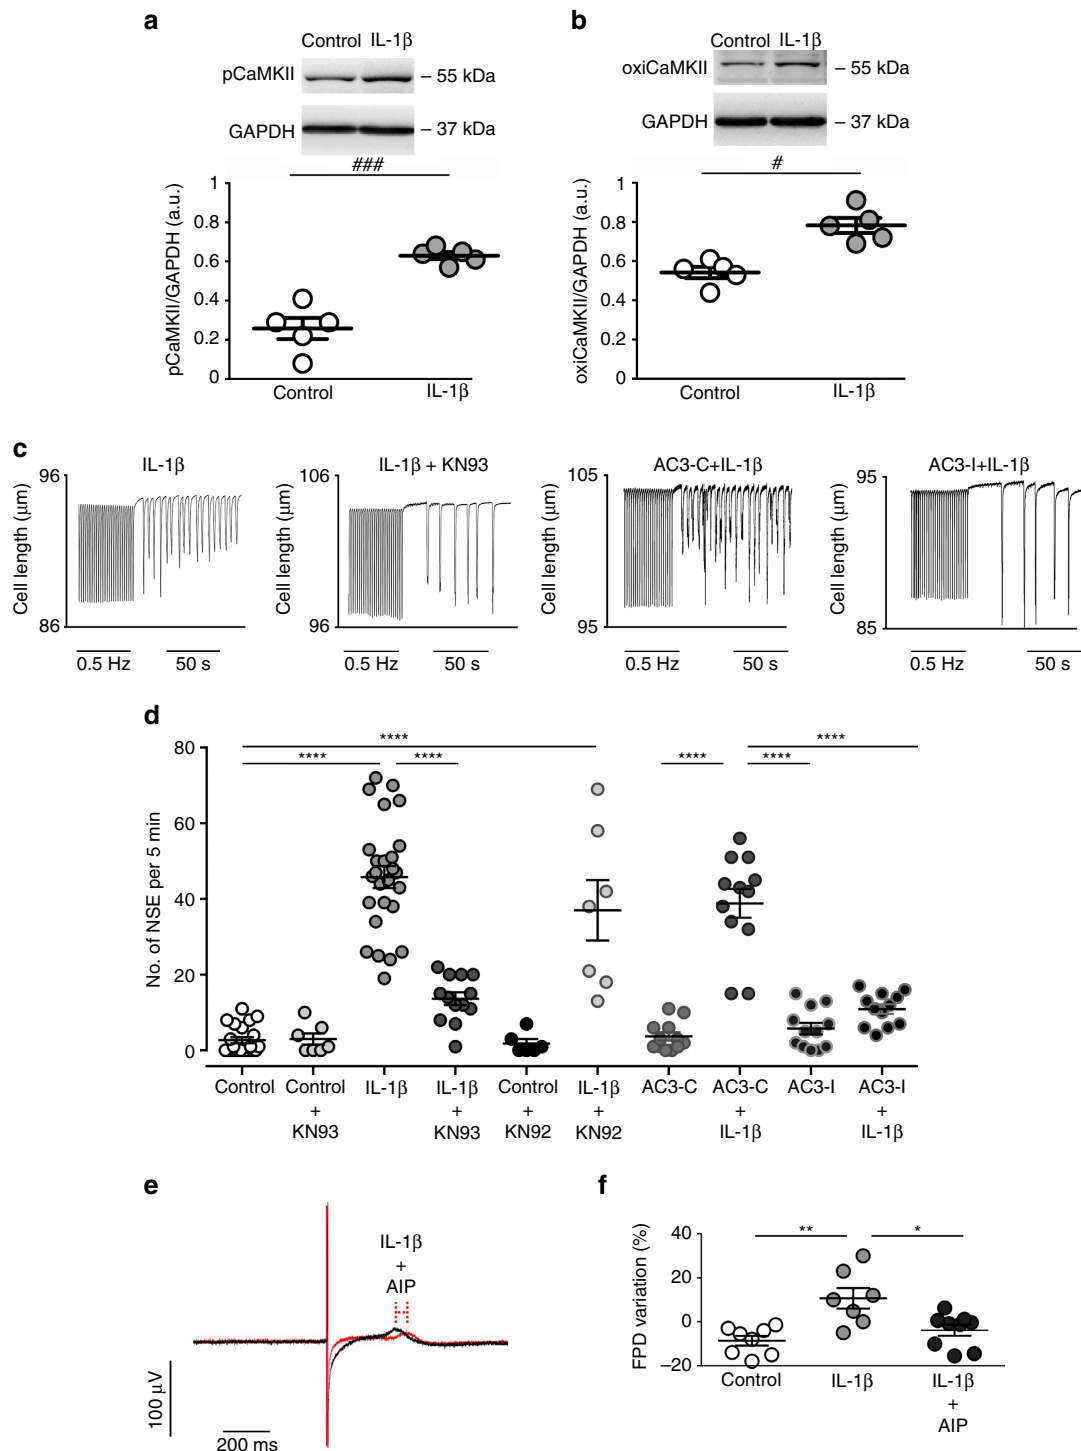 a
Control IL-1β
pCaMKII
– 55 kDa
GAPDH
– 37 kDa
###
pCaMKII/GAPDH (a.u.)
1
0.8
0.6
0.4
0.2
0
Control
IL-1β
b
Control IL-1β
oxiCaMKII
– 55 kDa
GAPDH
– 37 kDa
#
oxiCaMKII/GAPDH (a.u.)
1
0.8
0.6
0.4
0.2
0
Control
IL-1β
c
IL-1β
Cell length (μm)
96
86
0.5 Hz
50 s
IL-1β + KN93
Cell length (μm)
106
96
0.5 Hz
50 s
AC3-C+IL-1β
Cell length (μm)
105
95
0.5 Hz
50 s
AC3-I+IL-1β
Cell length (μm)
95
85
0.5 Hz
50 s
d
No. of NSE per 5 min
80
60
40
20
0
****
****
****
****
****
****
Control
Control + KN93
IL-1β
IL-1β + KN93
Control + KN92
IL-1β + KN92
AC3-C
AC3-C + IL-1β
AC3-I
AC3-I + IL-1β
e
IL-1β
+
AIP
100 μV
200 ms
f
FPD variation (%)
40
20
0
–20
**
*
Control
IL-1β
IL-1β
+
AIP